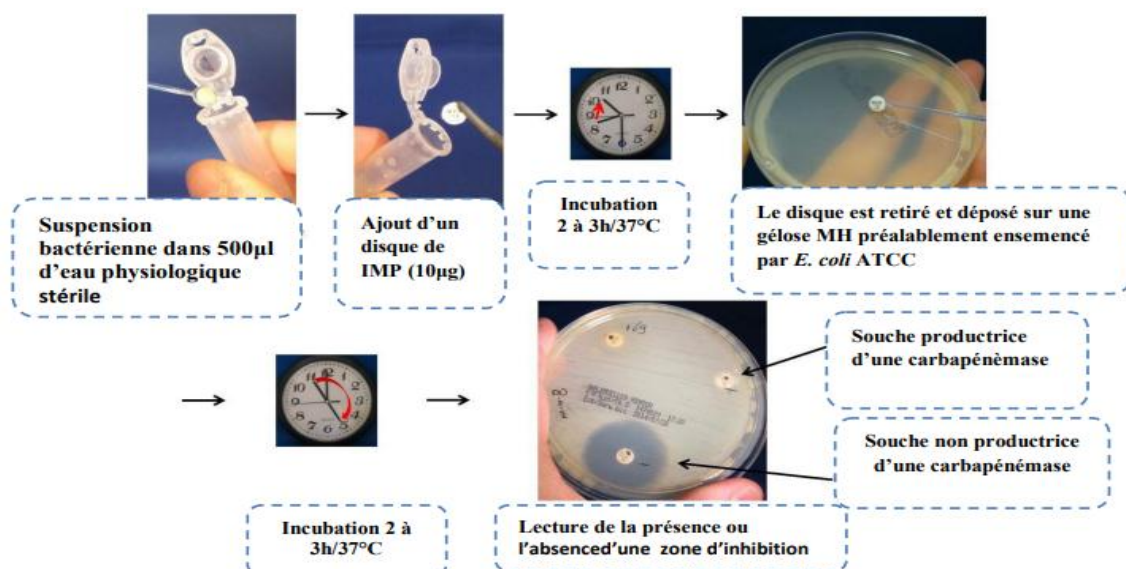 Suspension
bactérienne dans 500µl
d'eau physiologique
stérile
Ajout d'un
disque de
IMP (10µg)
Incubation
2 à 3h/37°C
Le disque est retiré et déposé sur une
gélose MH préalablement ensemencé
par E. coli ATCC
Souche productrice
d'une carbapénèmase
Souche non productrice
d'une carbapénémase
Incubation 2 à
3h/37°C
Lecture de la présence ou
l'absenced'une zone d'inhibition